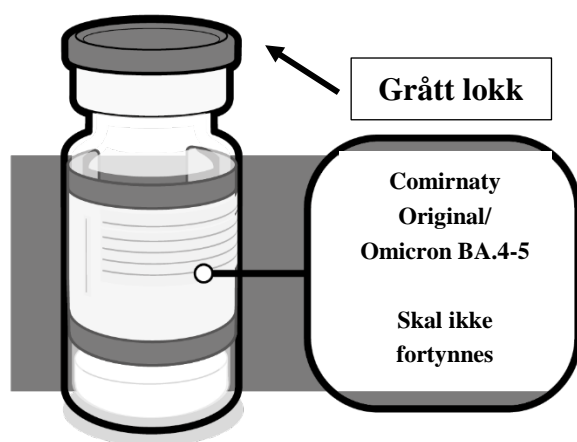 Grått lokk
Comirnaty
Original/
Omicron BA.4-5
Skal ikke
fortynnes